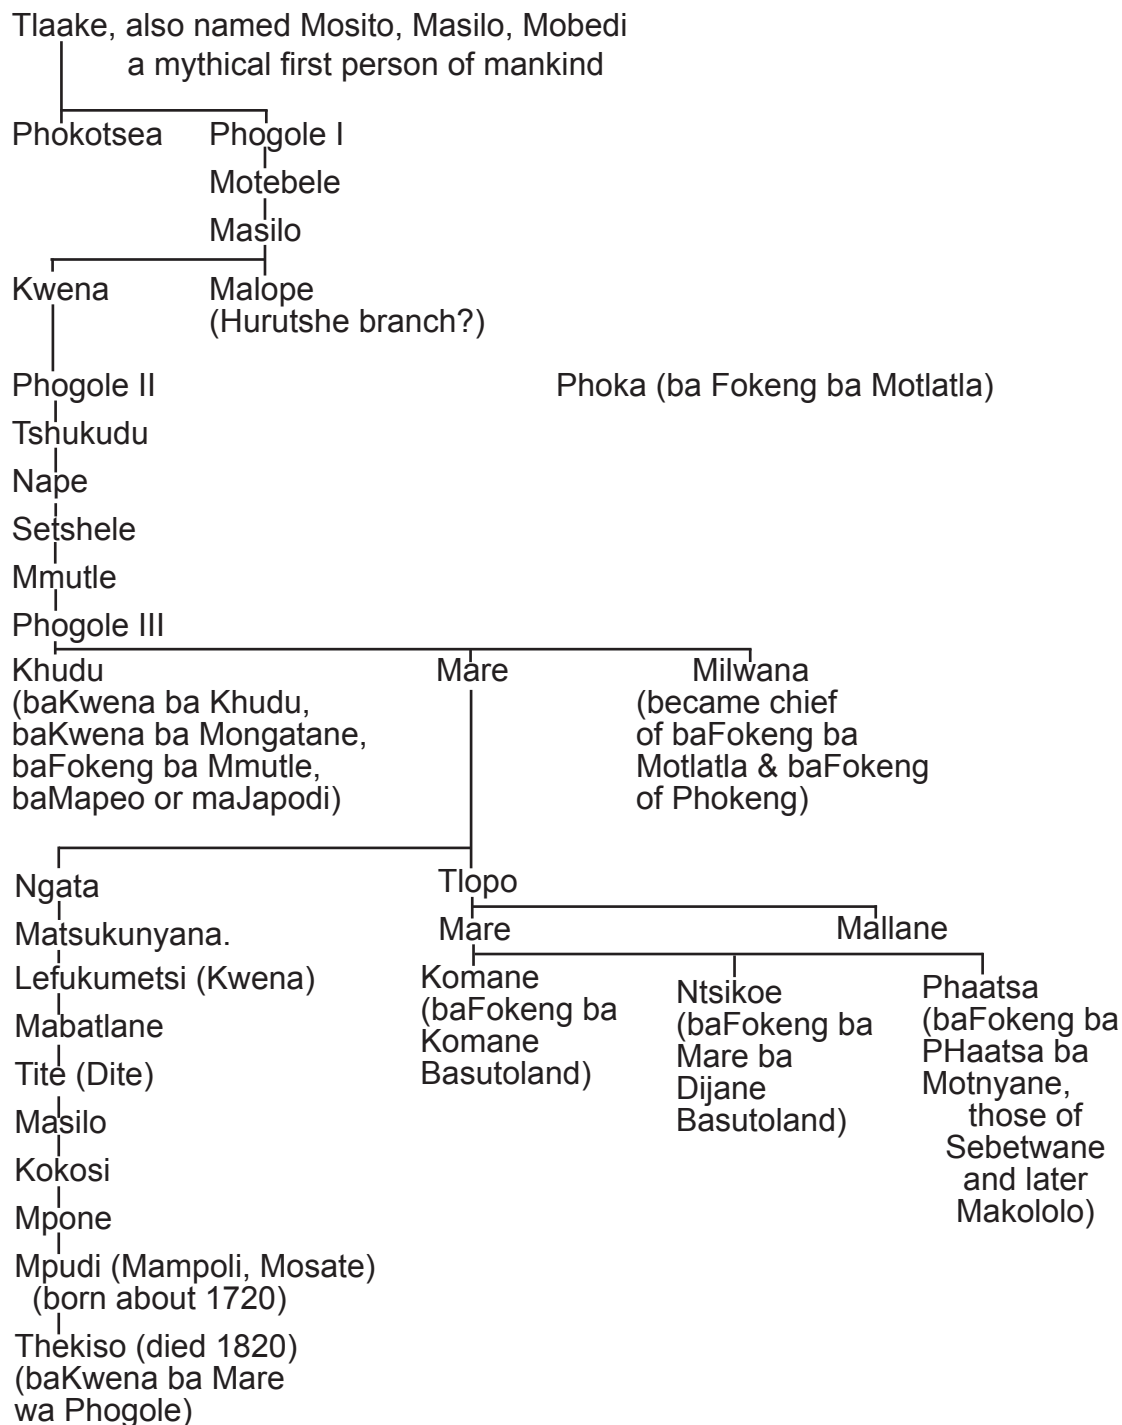 Tlaake, also named Mosito, Masilo, Mobedi
a mythical first person of mankind
Phokotsea Phogole I
Motebele
Masilo
Kwena Malope
(Hurutshe branch?)
Phogole II Phoka (ba Fokeng ba Motlatla)
Tshukudu
Nape
Setshele
Mmutle
Phogole III
Khudu
(baKwena ba Khudu,
baKwena ba Mongatane,
baFokeng ba Mmutle,
baMapeo or maJapodi)
Mare
Milwana
(became chief
of baFokeng ba
Motlatla & baFokeng
of Phokeng)
Ngata
Matsukunyana.
Lefukumetsi (Kwena)
Mabatlane
Tite (Dite)
Masilo
Kokosi
Mpone
Mpudi (Mampoli, Mosate)
(born about 1720)
Thekiso (died 1820)
(baKwena ba Mare
wa Phogole)
Tlopo
Mare Mallane
Komane
(baFokeng ba
Komane
Basutoland)
Ntsikoe
(baFokeng ba
Mare ba
Dijane
Basutoland)
Phaatsa
(baFokeng ba
PHaatsa ba
Motnyane,
those of
Sebetwane
and later
Makololo)